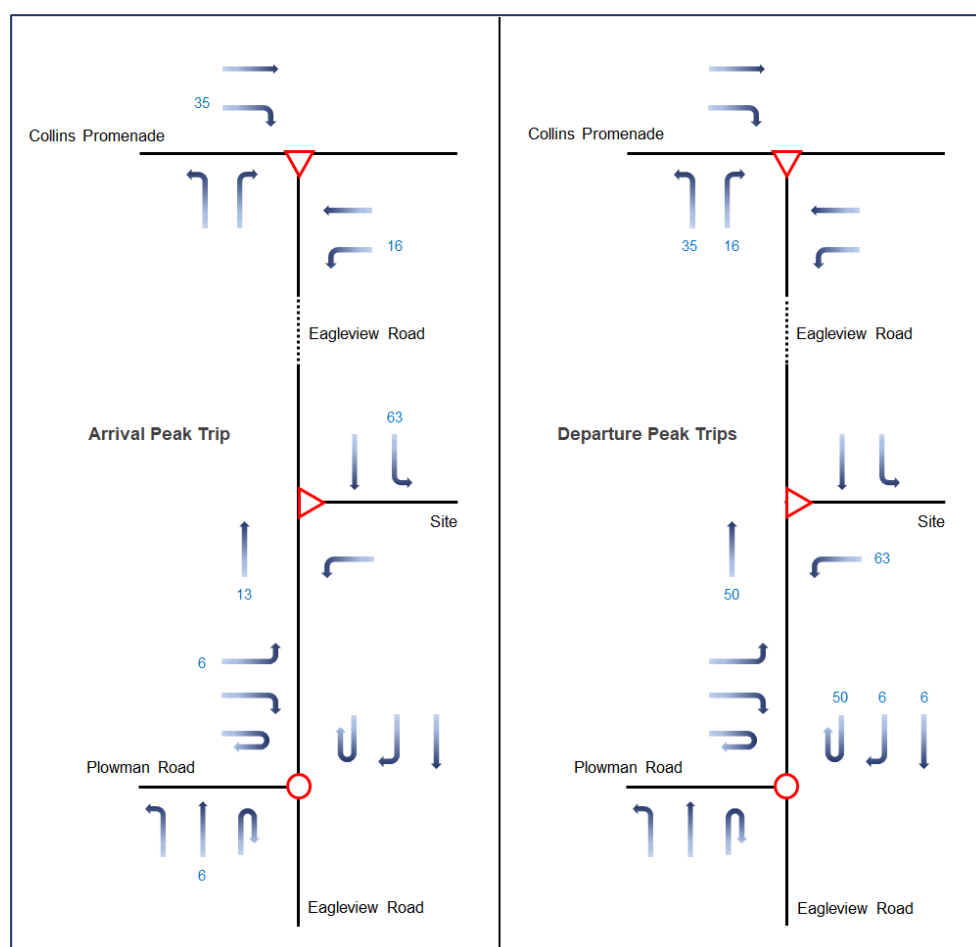 35
Collins Promenade
16
Eagleview Road
63
Arrival Peak Trip
Site
13
6
Plowman Road
6
Eagleview Road
Collins Promenade
35 16
Eagleview Road
Departure Peak Trips
Site
63
50
50 6 6
Plowman Road
Eagleview Road